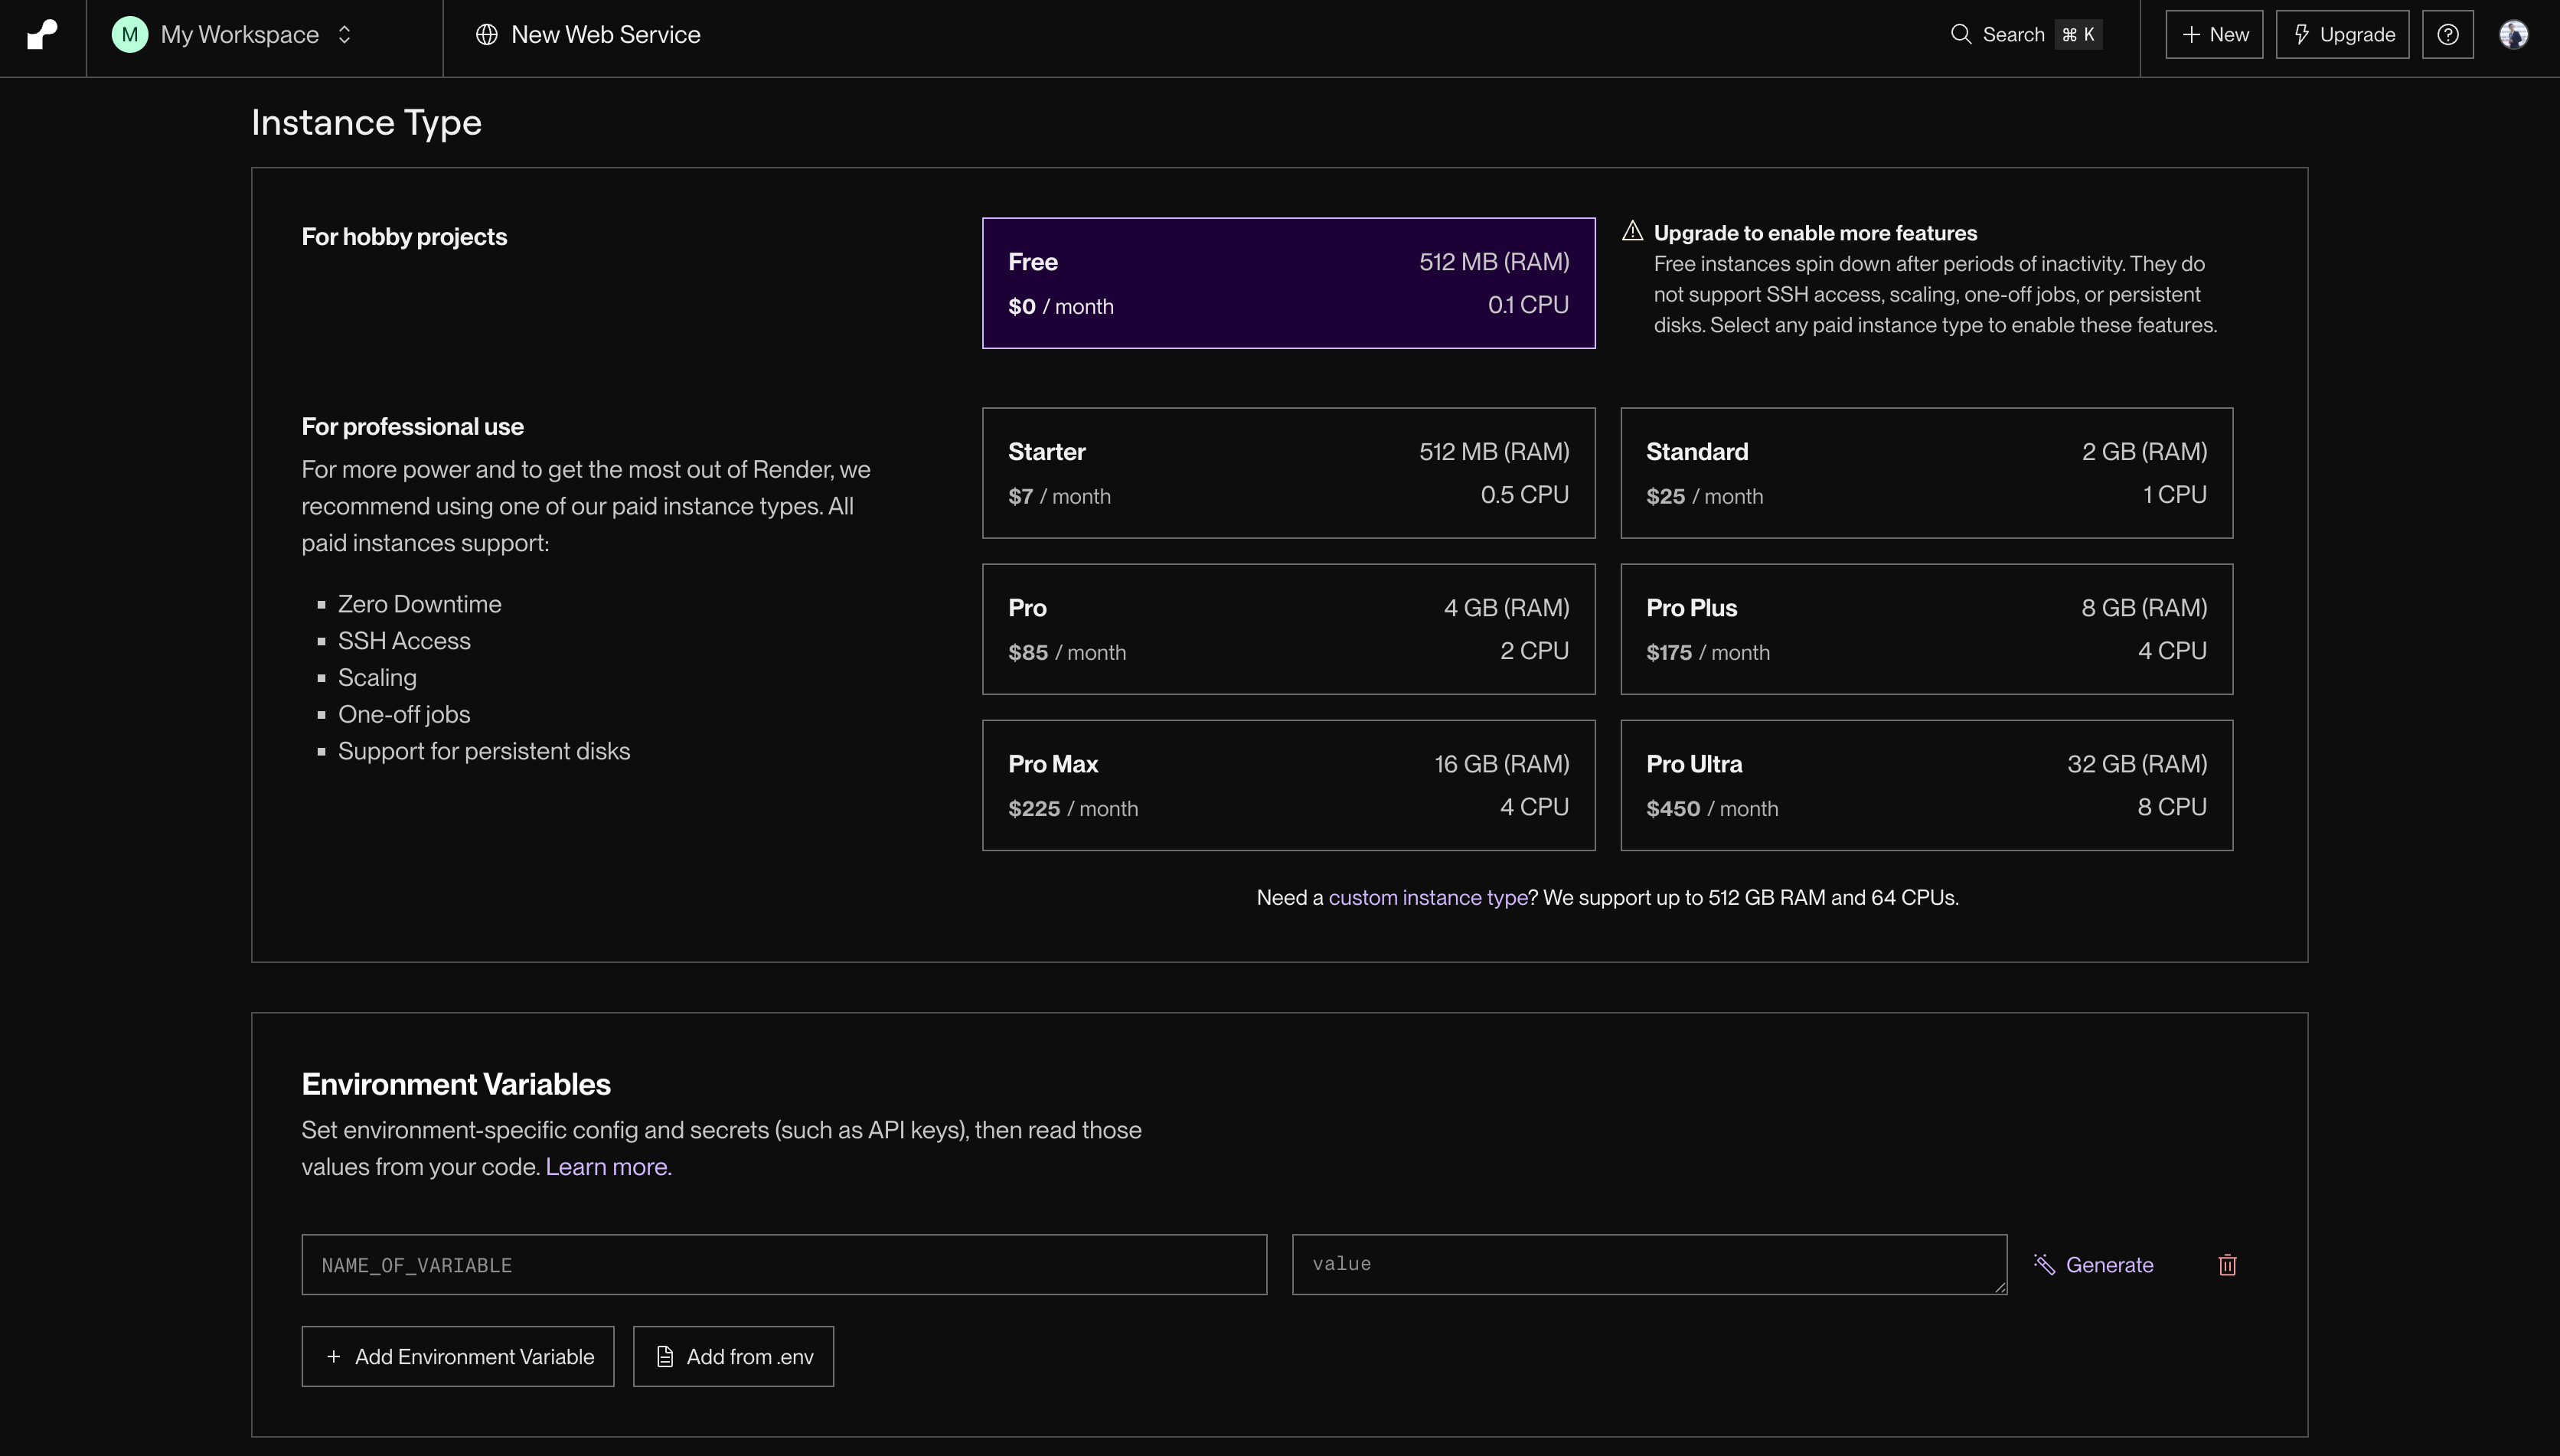 M My Workspace
New Web Service
Search ⌘ K
+ New
Upgrade
Instance Type
For hobby projects
Free
512 MB (RAM)
$0 / month
0.1 CPU
Upgrade to enable more features
Free instances spin down after periods of inactivity. They do
not support SSH access, scaling, one-off jobs, or persistent
disks. Select any paid instance type to enable these features.
For professional use
For more power and to get the most out of Render, we
recommend using one of our paid instance types. All
paid instances support:
Zero Downtime
SSH Access
Scaling
One-off jobs
Support for persistent disks
Starter
512 MB (RAM)
$7 / month
0.5 CPU
Standard
2 GB (RAM)
$25 / month
1 CPU
Pro
4 GB (RAM)
$85 / month
2 CPU
Pro Plus
8 GB (RAM)
$175 / month
4 CPU
Pro Max
16 GB (RAM)
$225 / month
4 CPU
Pro Ultra
32 GB (RAM)
$450 / month
8 CPU
Need a custom instance type? We support up to 512 GB RAM and 64 CPUs.
Environment Variables
Set environment-specific config and secrets (such as API keys), then read those
values from your code. Learn more.
NAME_OF_VARIABLE
value
Generate
+ Add Environment Variable
Add from .env